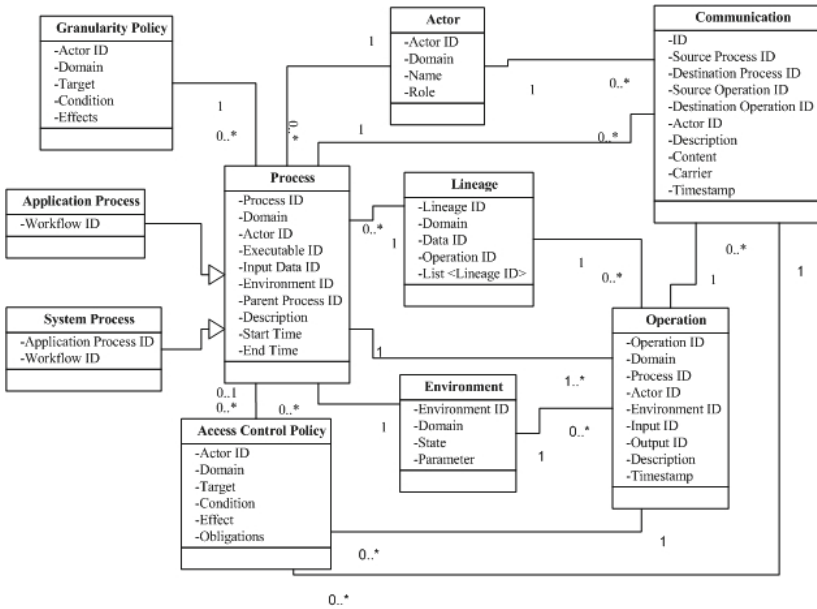 Granularity Policy
-Actor ID
-Domain
-Target
-Condition
-Effects
Actor
-Actor ID
-Domain
-Name
-Role
Communication
-ID
-Source Process ID
-Destination Process ID
-Source Operation ID
-Destination Operation ID
-Actor ID
-Description
-Content
-Carrier
-Timestamp
1
0..*
1
0..*
1
0..*
1
0..*
Application Process
-Workflow ID
System Process
-Application Process ID
-Workflow ID
Process
-Process ID
-Domain
-Actor ID
-Executable ID
-Input Data ID
-Environment ID
-Parent Process ID
-Description
-Start Time
-End Time
Lineage
-Lineage ID
-Domain
-Data ID
-Operation ID
-List <Lineage ID>
0..*
1
1
0..*
0..*
1
1
Operation
-Operation ID
-Domain
-Process ID
-Actor ID
-Environment ID
-Input ID
-Output ID
-Description
-Timestamp
1
1..*
Environment
-Environment ID
-Domain
-State
-Parameter
0..1
0..*
0..*
1
0..*
1
Access Control Policy
-Actor ID
-Domain
-Target
-Condition
-Effect
-Obligations
0..*
1
0..*